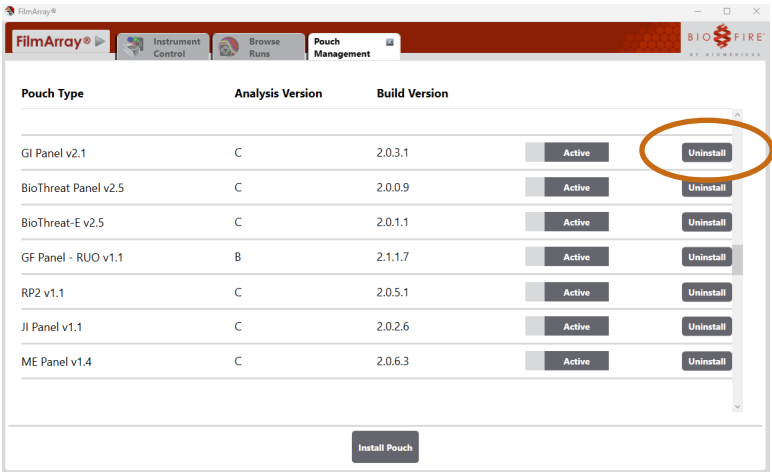 FilmArray®
FilmArray®
Instrument Control
Browse Runs
Pouch Management
BIO FIRE
BY BIOMÉRIEUX
Pouch Type Analysis Version Build Version
GI Panel v2.1 C 2.0.3.1 Active Uninstall
BioThreat Panel v2.5 C 2.0.0.9 Active Uninstall
BioThreat-E v2.5 C 2.0.1.1 Active Uninstall
GF Panel - RUO v1.1 B 2.1.1.7 Active Uninstall
RP2 v1.1 C 2.0.5.1 Active Uninstall
JI Panel v1.1 C 2.0.2.6 Active Uninstall
ME Panel v1.4 C 2.0.6.3 Active Uninstall
Install Pouch